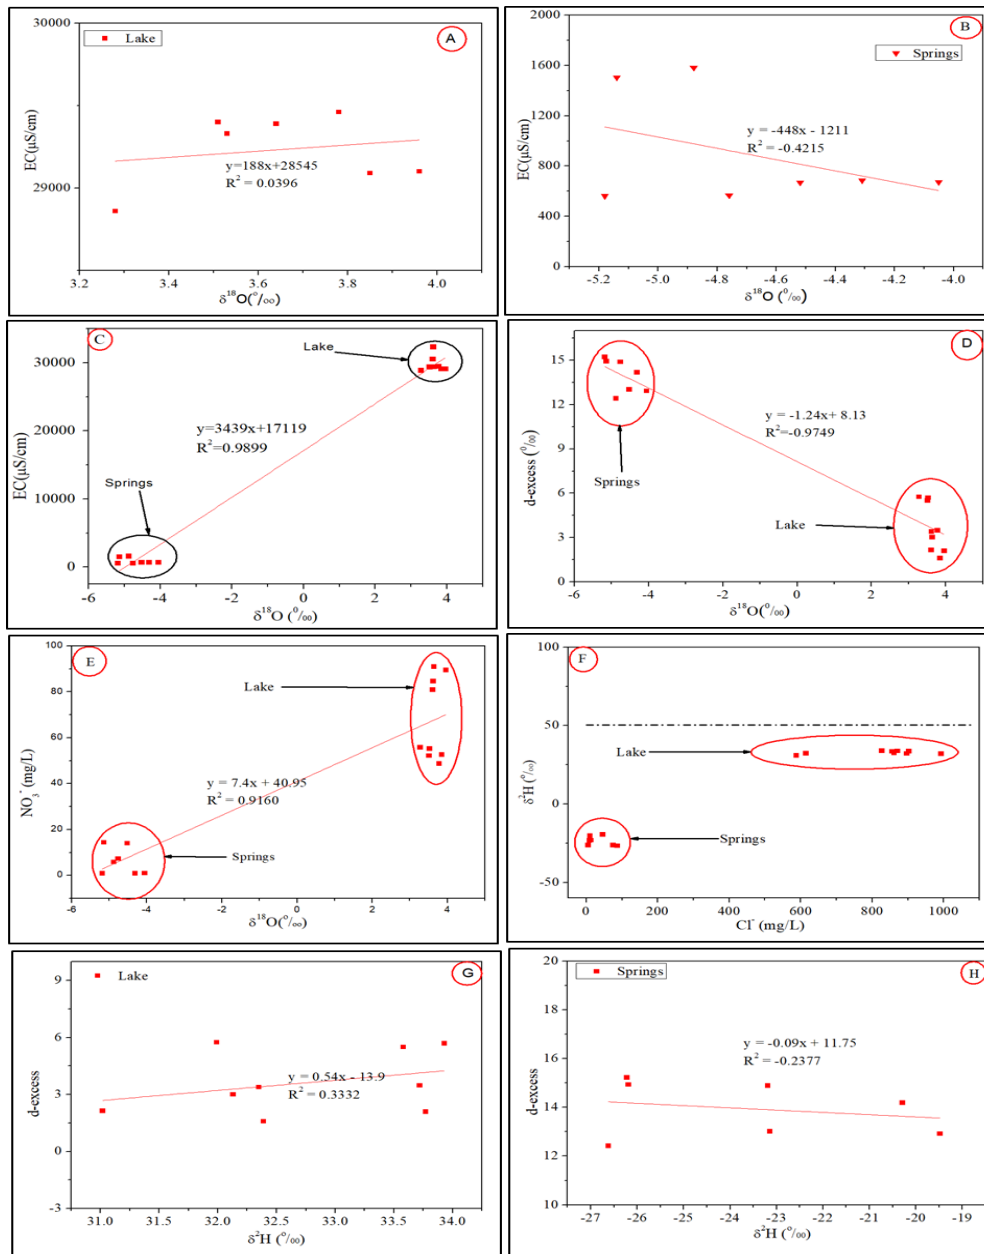 30000
29000
EC(μS/cm)
Lake
A
y=188x+28545
R² = 0.0396
3.2 3.4 3.6 3.8 4.0
δ¹⁸O(⁰/₀₀)
2000
1600
1200
800
400
0
EC(μS/cm)
B
Springs
y = -448x - 1211
R² = -0.4215
-5.2 -5.0 -4.8 -4.6 -4.4 -4.2 -4.0
δ¹⁸O (⁰/₀₀)
40000
30000
20000
10000
0
EC(μS/cm)
C
Lake
y=3439x+17119
R²=0.9899
Springs
-6 -4 -2 0 2 4 6
δ¹⁸O (⁰/₀₀)
18
15
12
9
6
3
0
d-excess (⁰/₀₀)
D
y = -1.24x+ 8.13
R²=-0.9749
Springs
Lake
-6 -4 -2 0 2 4
δ¹⁸O(⁰/₀₀)
100
80
60
40
20
0
NO₃⁻ (mg/L)
E
Lake
y = 7.4x + 40.95
R² = 0.9160
Springs
-6 -4 -2 0 2 4
δ¹⁸O(⁰/₀₀)
100
50
0
-50
δ²H (⁰/₀₀)
F
Lake
Springs
0 200 400 600 800 1000
Cl⁻ (mg/L)
9
6
3
0
-3
d-excess
Lake
G
y = 0.54x - 13.9
R² = 0.3332
31.0 31.5 32.0 32.5 33.0 33.5 34.0
δ²H (⁰/₀₀)
20
18
16
14
12
10
d-excess
Springs
H
y = -0.09x + 11.75
R² = -0.2377
-27 -26 -25 -24 -23 -22 -21 -20 -19
δ²H (⁰/₀₀)